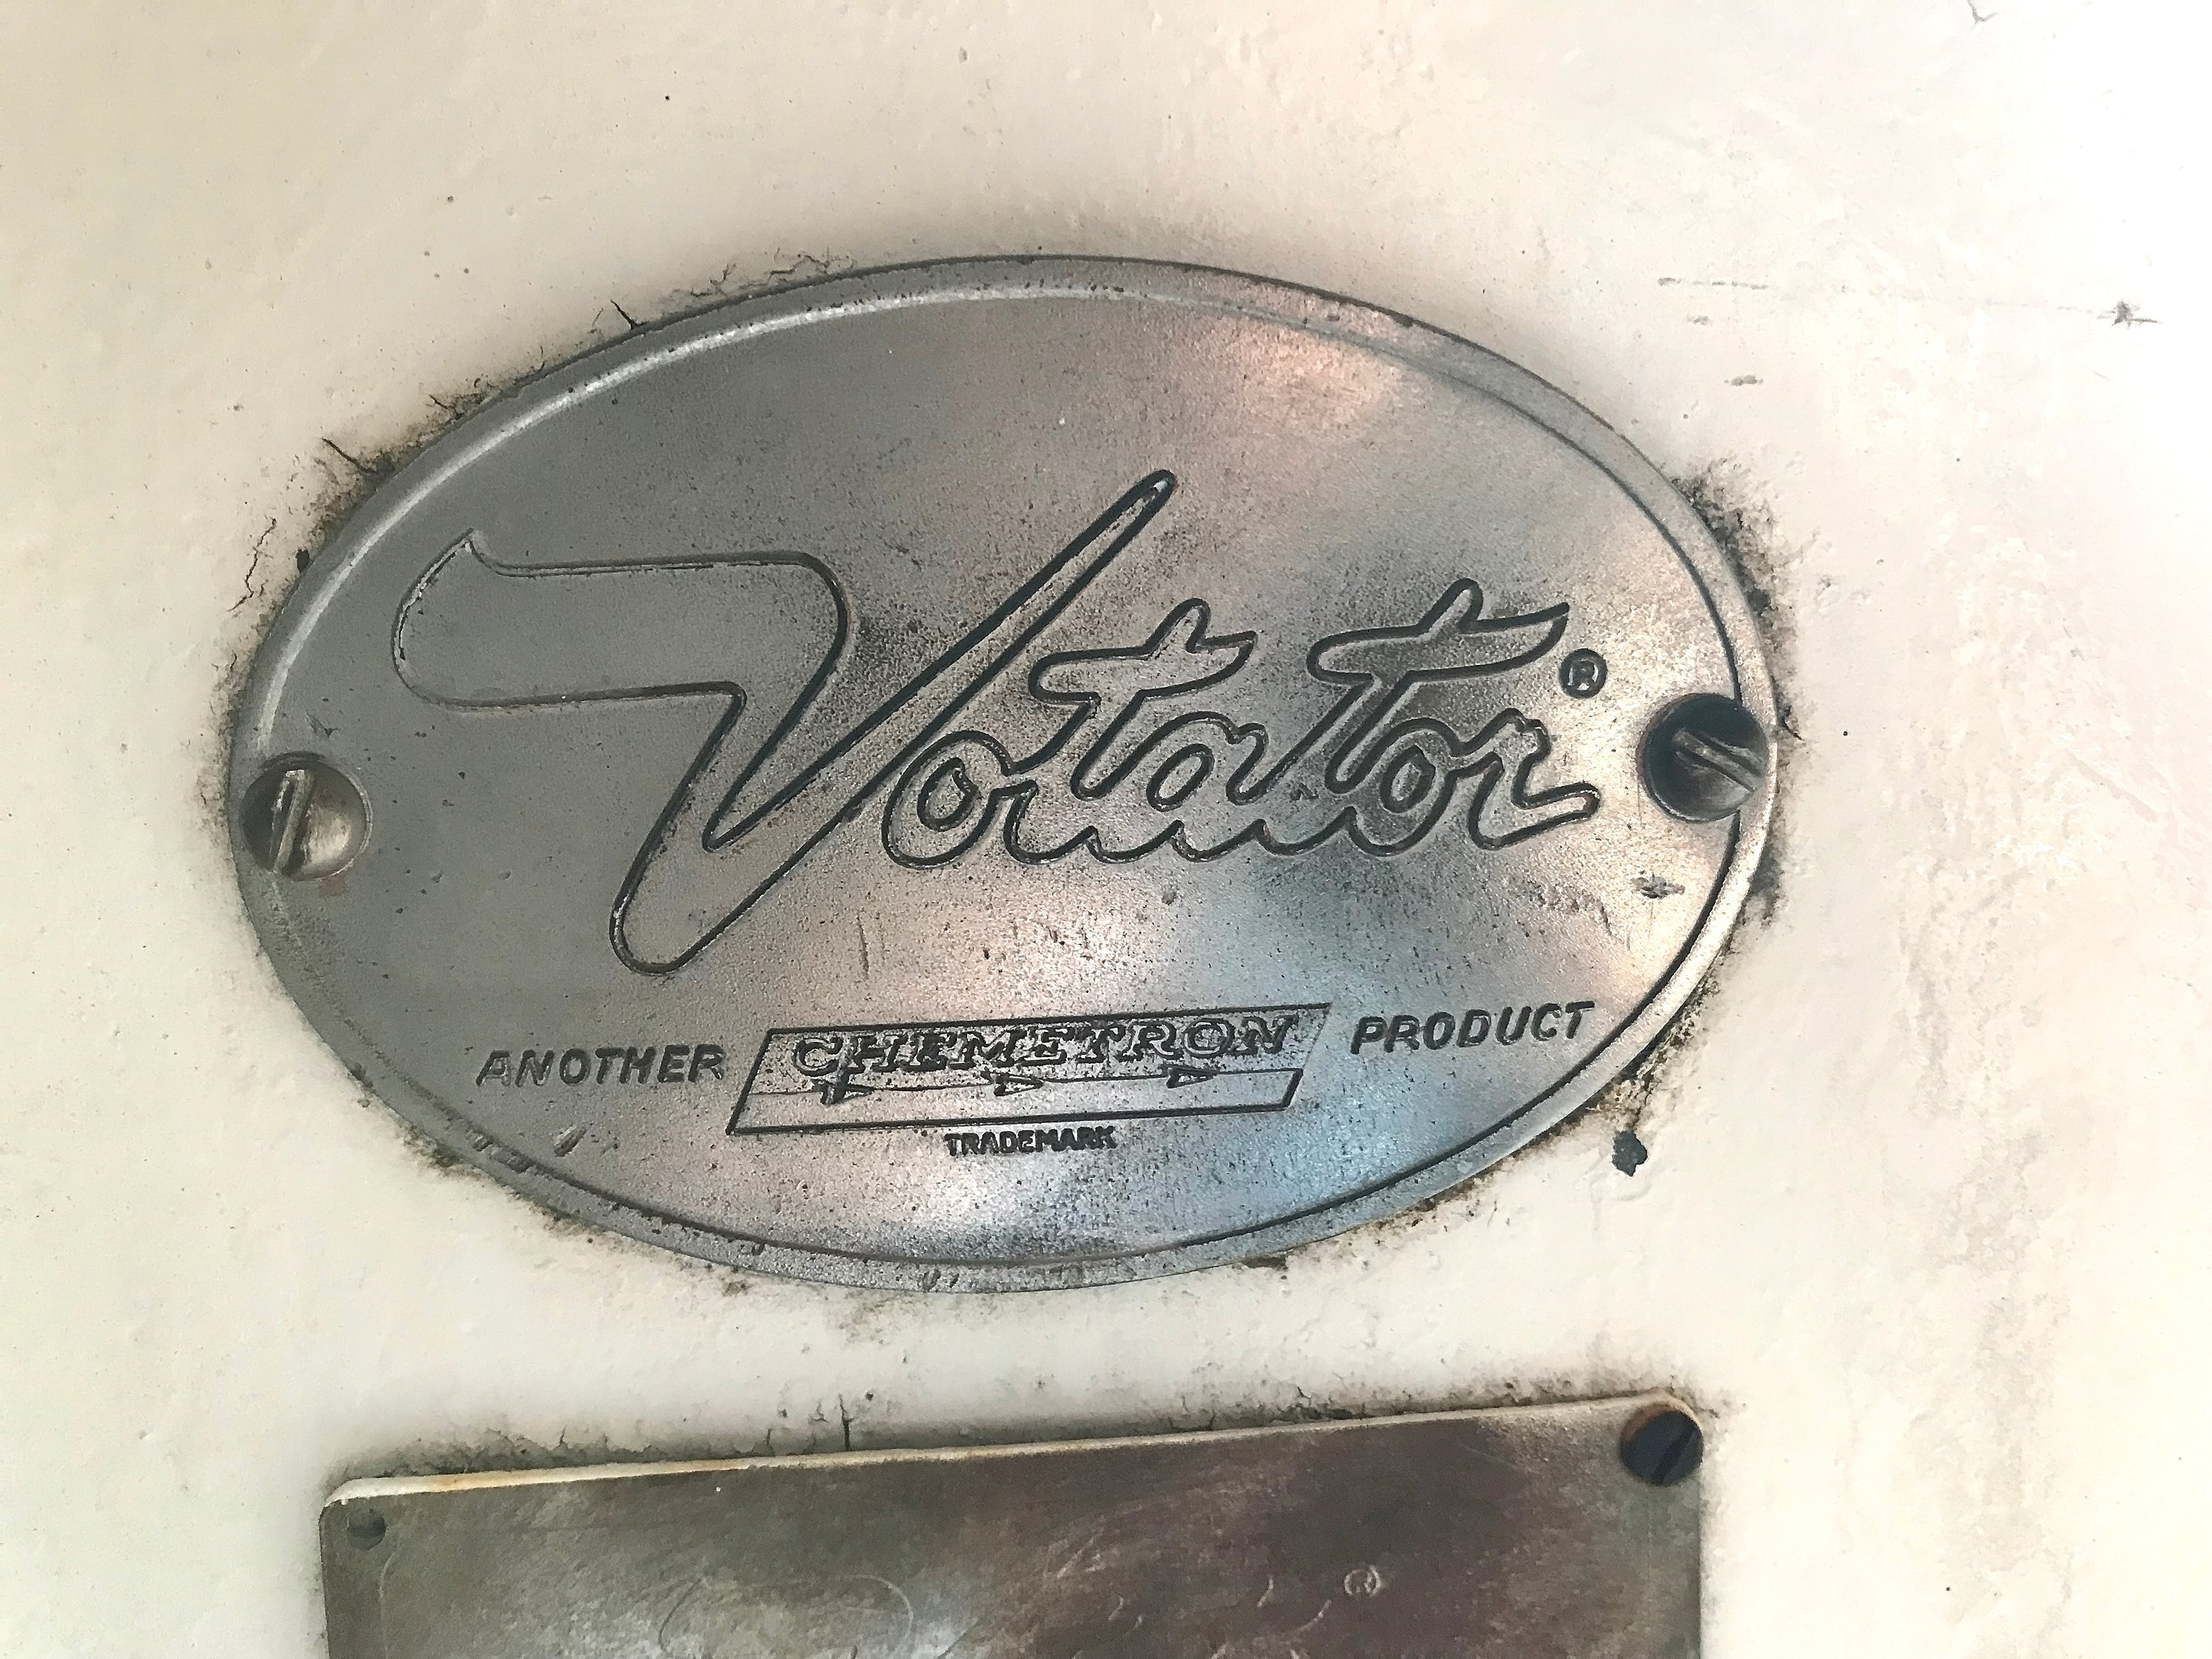 Votator®
ANOTHER CHEMETRON PRODUCT
TRADEMARK
®